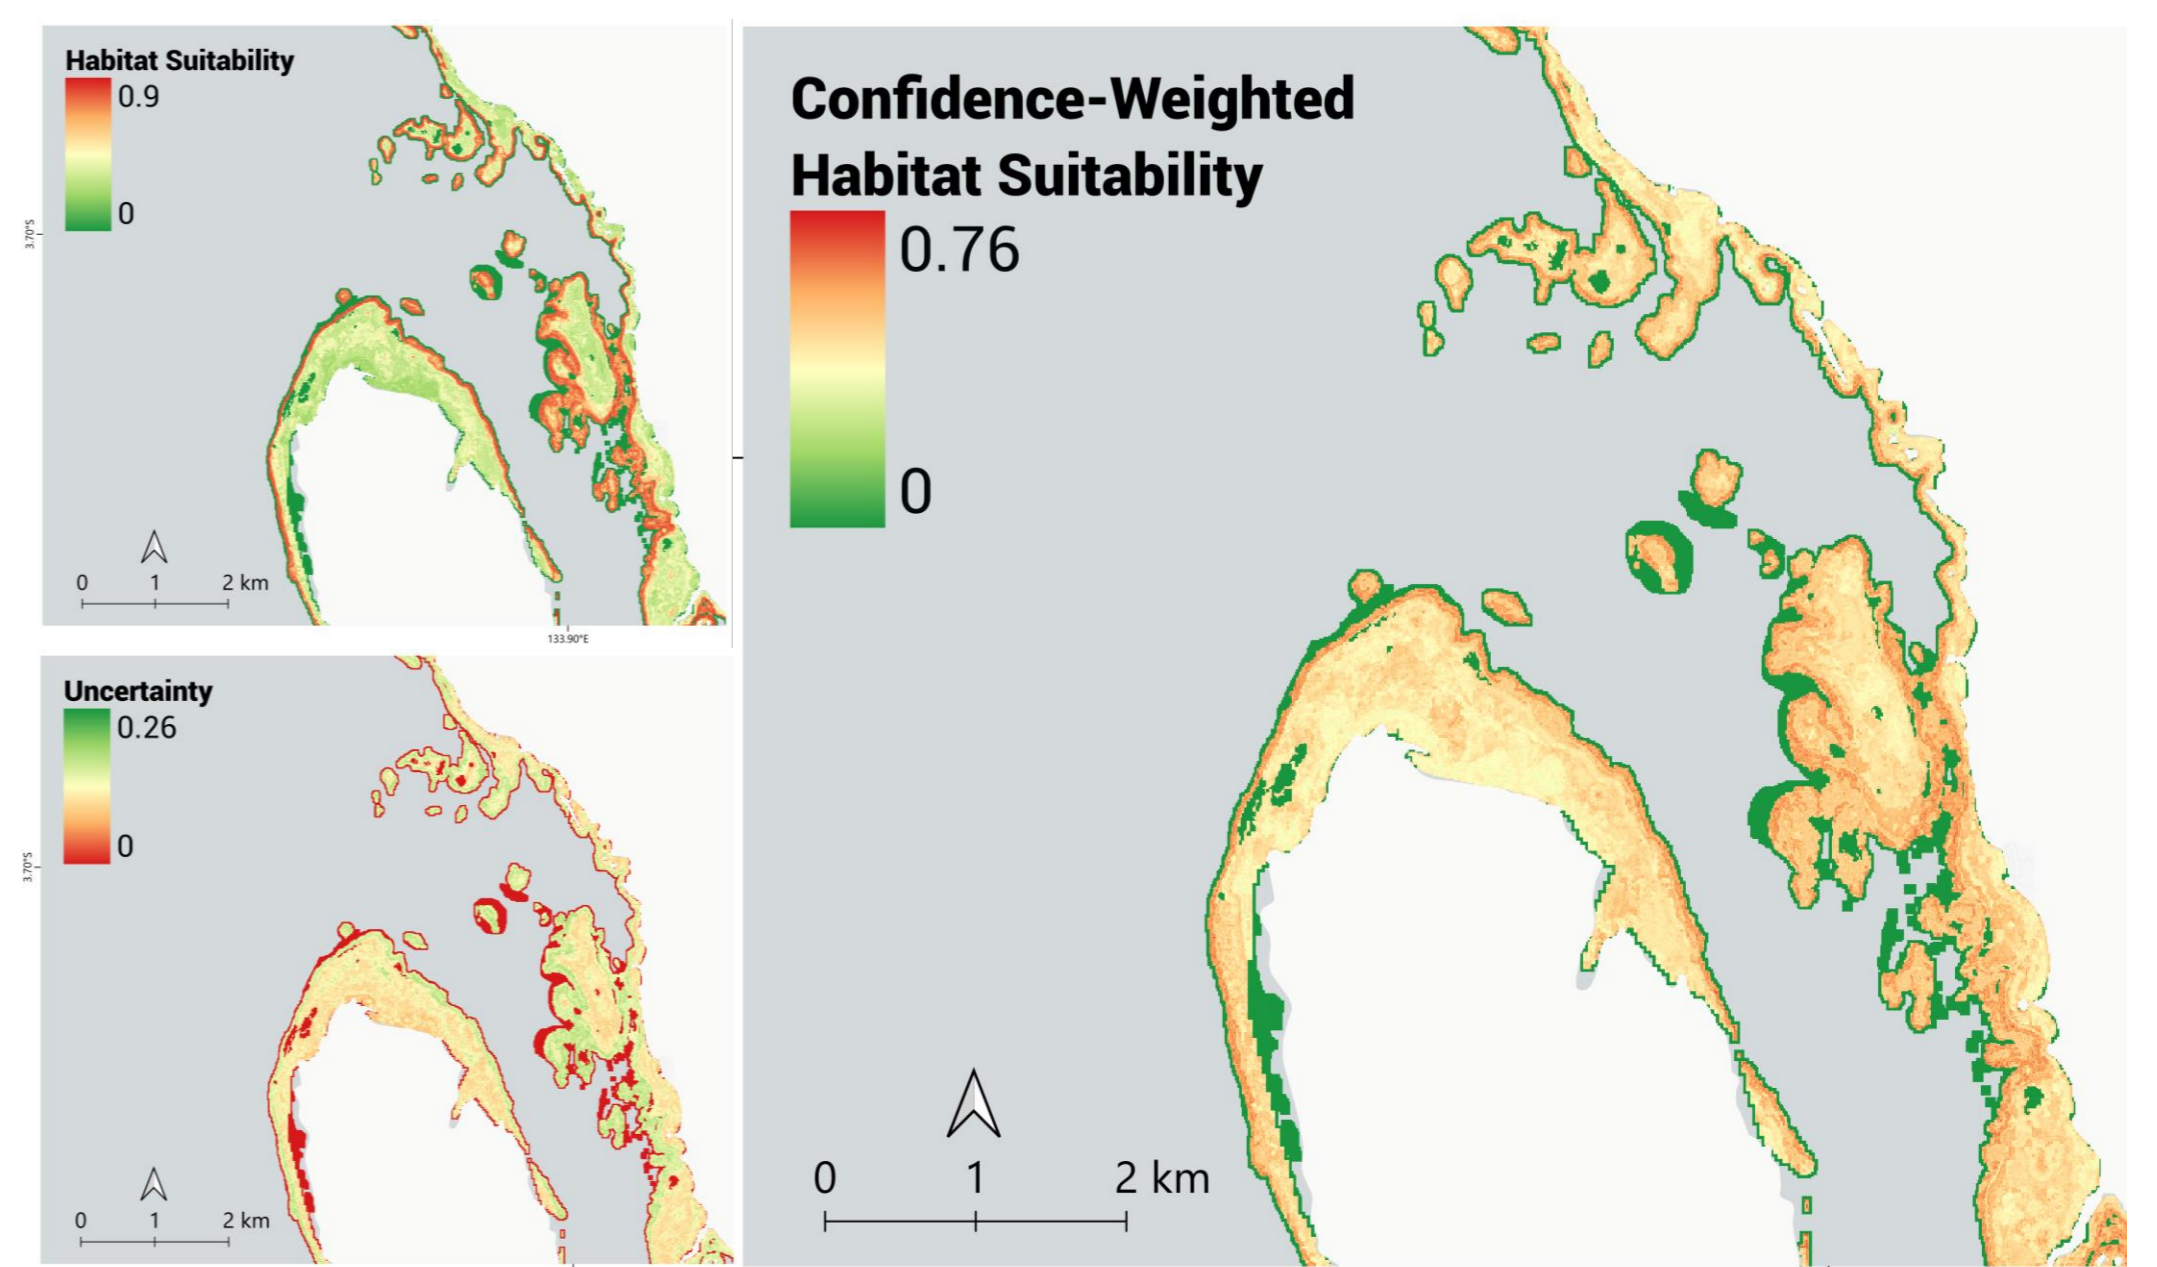 Habitat Suitability
0.9
0
3.70°S
0 1 2 km
133.90°E
Uncertainty
0.26
0
3.70°S
0 1 2 km
Confidence-Weighted
Habitat Suitability
0.76
0
0 1 2 km